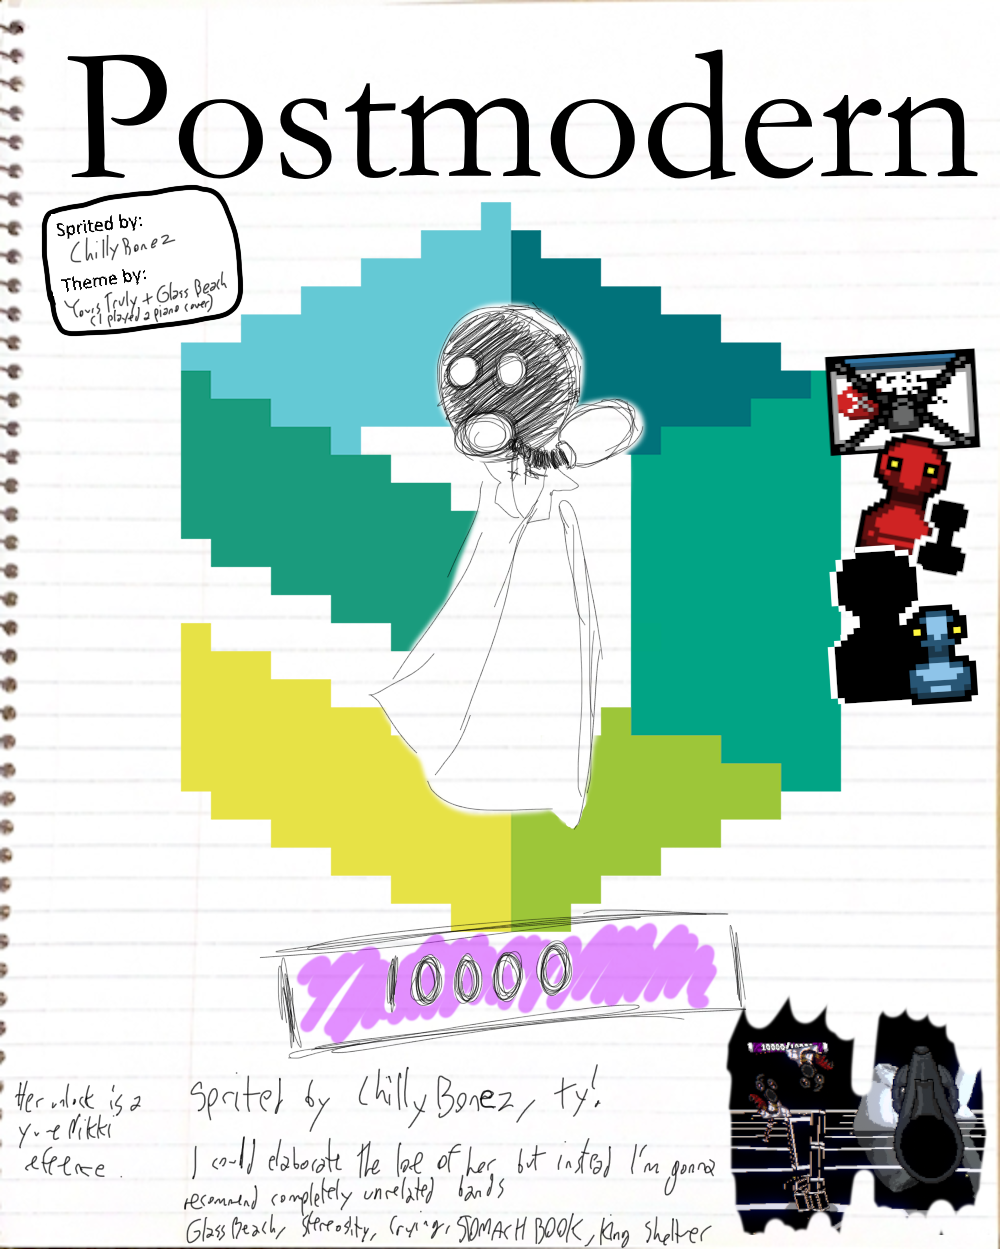 Postmodern
Sprited by:
ChillyBonez
Theme by:
Yours Truly + Glass Beach
(I played a piano cover)
10000
Her unlock is a
yume Nikki
Sprited by ChillyBonez, ty!
I could elaborate the lore of her, but instead I'm gonna
recommend completely unrelated bands
Glass Beach, stereosity, Crying, STOMACH BOOK, King Sheltrer